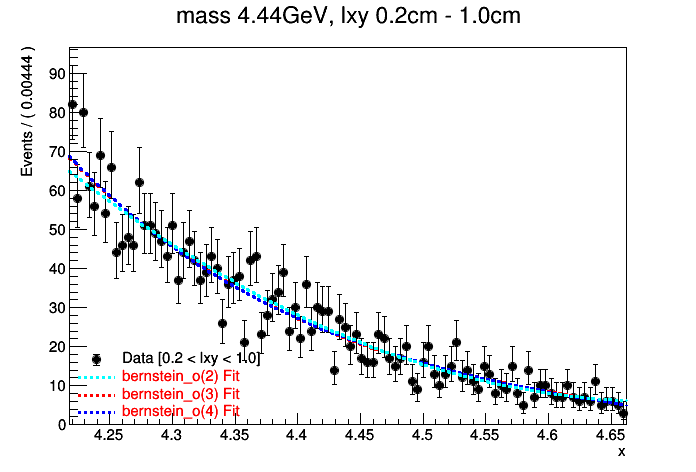 mass 4.44GeV, lxy 0.2cm - 1.0cm
Events / ( 0.00444 )
90
80
70
60
50
40
30
20
10
0
Data [0.2 < lxy < 1.0]
bernstein_o(2) Fit
bernstein_o(3) Fit
bernstein_o(4) Fit
4.25 4.3 4.35 4.4 4.45 4.5 4.55 4.6 4.65
x